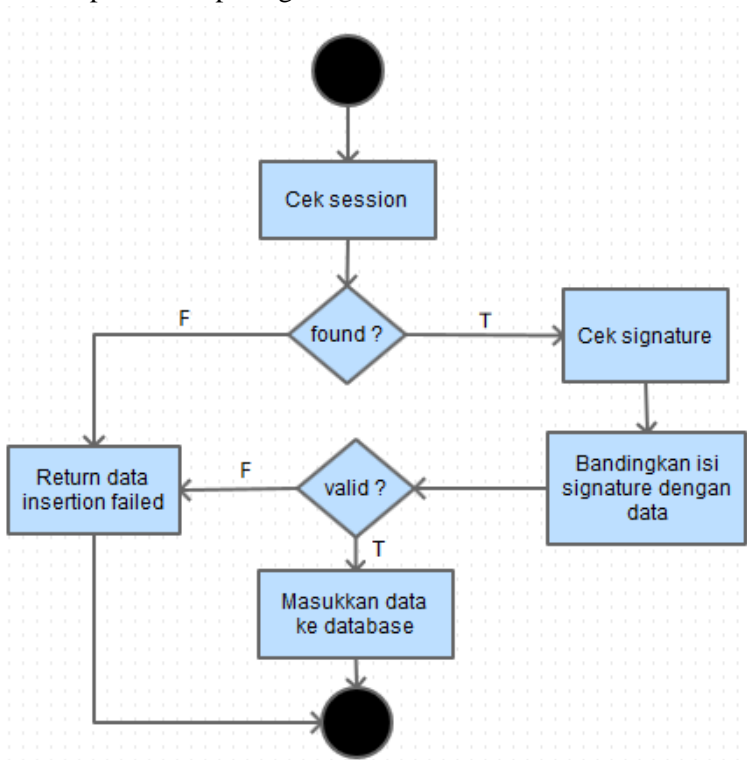 Cek session
found ?
F
T
Cek signature
Bandingkan isi
signature dengan
data
valid ?
F
T
Return data
insertion failed
Masukkan data
ke database